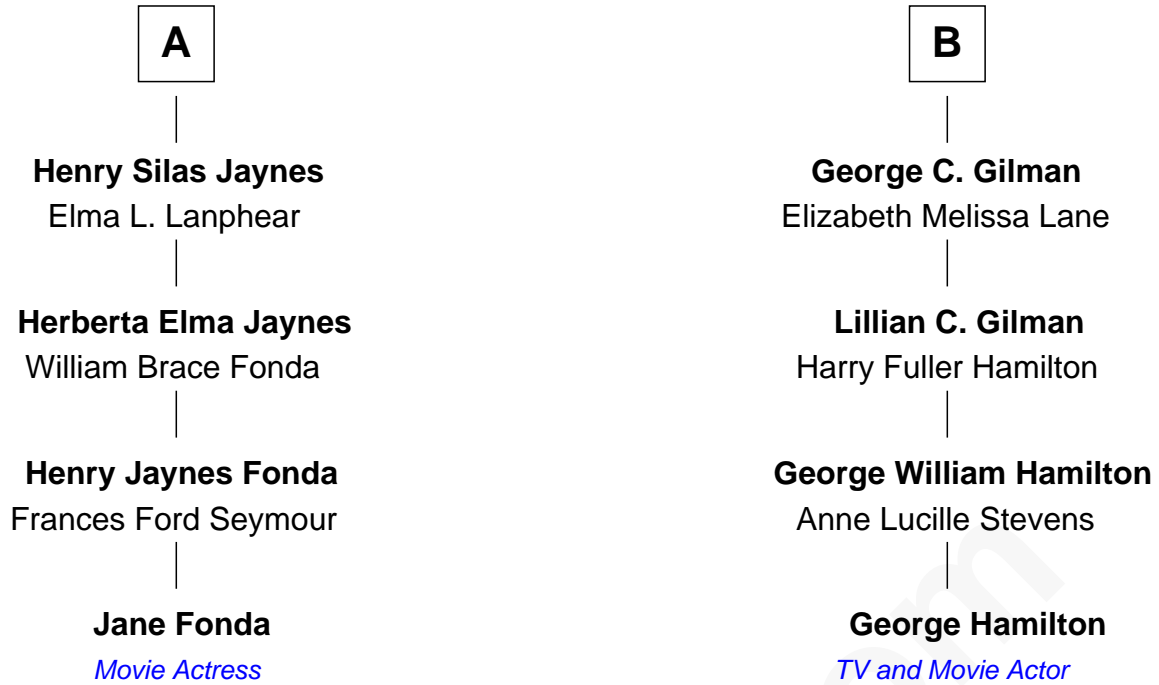 A
Henry Silas Jaynes
Elma L. Lanphear
Herberta Elma Jaynes
William Brace Fonda
Henry Jaynes Fonda
Frances Ford Seymour
Jane Fonda
Movie Actress
B
George C. Gilman
Elizabeth Melissa Lane
Lillian C. Gilman
Harry Fuller Hamilton
George William Hamilton
Anne Lucille Stevens
George Hamilton
TV and Movie Actor
om